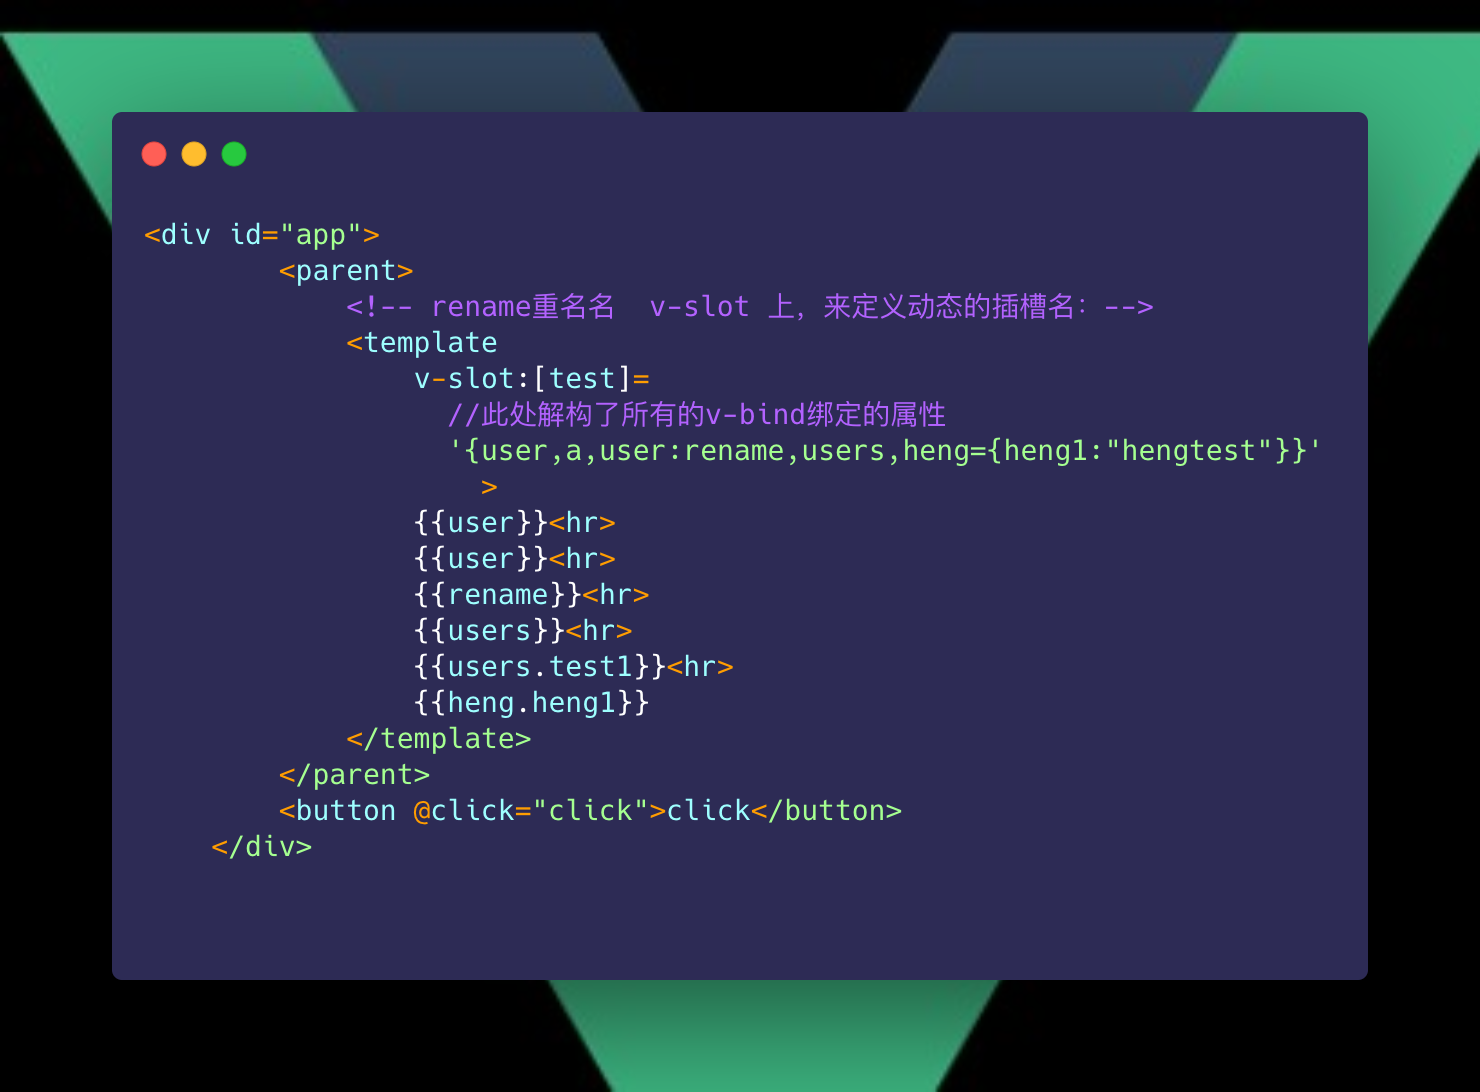 <div id="app">
<parent>
<!-- rename重名名  v-slot 上，来定义动态的插槽名：-->
<template
v-slot:[test]=
//此处解构了所有的v-bind绑定的属性
'{user,a,user:rename,users,heng={heng1:"hengtest"}}'
>
{{user}}<hr>
{{user}}<hr>
{{rename}}<hr>
{{users}}<hr>
{{users.test1}}<hr>
{{heng.heng1}}
</template>
</parent>
<button @click="click">click</button>
</div>